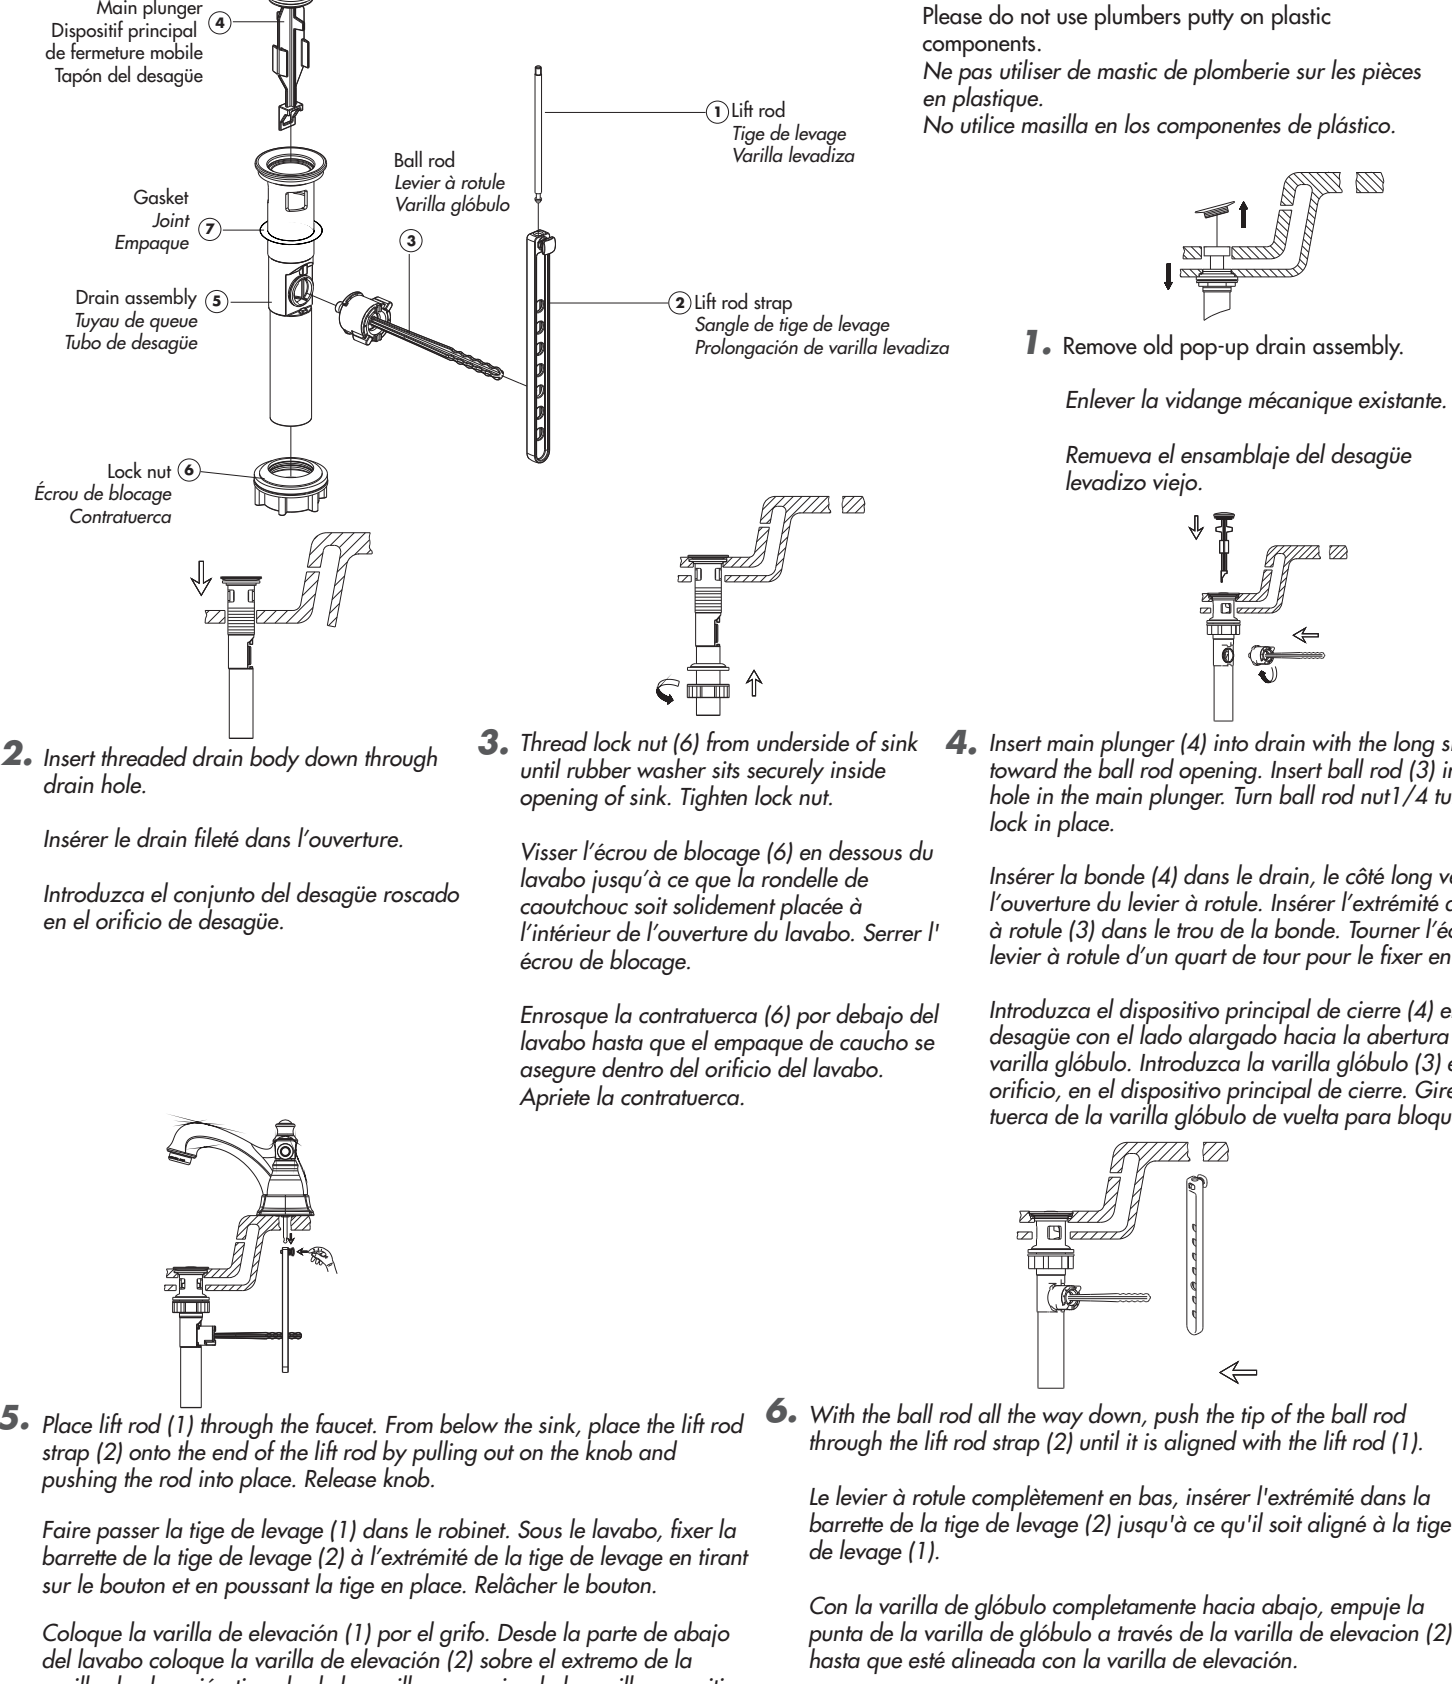 Main plunger
Dispositif principal
de fermeture mobile
Tapón del desagüe
4
Please do not use plumbers putty on plastic
components.
Ne pas utiliser de mastic de plomberie sur les pièces
en plastique.
No utilice masilla en los componentes de plástico.
1 Lift rod
Tige de levage
Varilla levadiza
Ball rod
Levier à rotule
Varilla glóbulo
3
Gasket
Joint
Empaque
7
Drain assembly 5
Tuyau de queue
Tubo de desagüe
2 Lift rod strap
Sangle de tige de levage
Prolongación de varilla levadiza
Lock nut 6
Écrou de blocage
Contratuerca
1. Remove old pop-up drain assembly.
Enlever la vidange mécanique existante.
Remueva el ensamblaje del desagüe
levadizo viejo.
2. Insert threaded drain body down through
drain hole.
Insérer le drain fileté dans l’ouverture.
Introduzca el conjunto del desagüe roscado
en el orificio de desagüe.
3. Thread lock nut (6) from underside of sink
until rubber washer sits securely inside
opening of sink. Tighten lock nut.
Visser l’écrou de blocage (6) en dessous du
lavabo jusqu’à ce que la rondelle de
caoutchouc soit solidement placée à
l’intérieur de l’ouverture du lavabo. Serrer l'
écrou de blocage.
Enrosque la contratuerca (6) por debajo del
lavabo hasta que el empaque de caucho se
asegure dentro del orificio del lavabo.
Apriete la contratuerca.
4. Insert main plunger (4) into drain with the long
toward the ball rod opening. Insert ball rod (3)
hole in the main plunger. Turn ball rod nut1/4
lock in place.
Insérer la bonde (4) dans le drain, le côté long
l’ouverture du levier à rotule. Insérer l’extrémité
à rotule (3) dans le trou de la bonde. Tourner
levier à rotule d’un quart de tour pour le fixer en
Introduzca el dispositivo principal de cierre (4)
desagüe con el lado alargado hacia la abertura
varilla glóbulo. Introduzca la varilla glóbulo (3)
orificio, en el dispositivo principal de cierre. Gire
tuerca de la varilla glóbulo de vuelta para
5. Place lift rod (1) through the faucet. From below the sink, place the lift rod
strap (2) onto the end of the lift rod by pulling out on the knob and
pushing the rod into place. Release knob.
Faire passer la tige de levage (1) dans le robinet. Sous le lavabo, fixer la
barrette de la tige de levage (2) à l’extrémité de la tige de levage en tirant
sur le bouton et en poussant la tige en place. Relâcher le bouton.
Coloque la varilla de elevación (1) por el grifo. Desde la parte de abajo
del lavabo coloque la varilla de elevación (2) sobre el extremo de la
6. With the ball rod all the way down, push the tip of the ball rod
through the lift rod strap (2) until it is aligned with the lift rod (1).
Le levier à rotule complètement en bas, insérer l'extrémité dans la
barrette de la tige de levage (2) jusqu'à ce qu'il soit aligné à la tige
de levage (1).
Con la varilla de glóbulo completamente hacia abajo, empuje la
punta de la varilla de glóbulo a través de la varilla de elevacion (2)
hasta que esté alineada con la varilla de elevación.